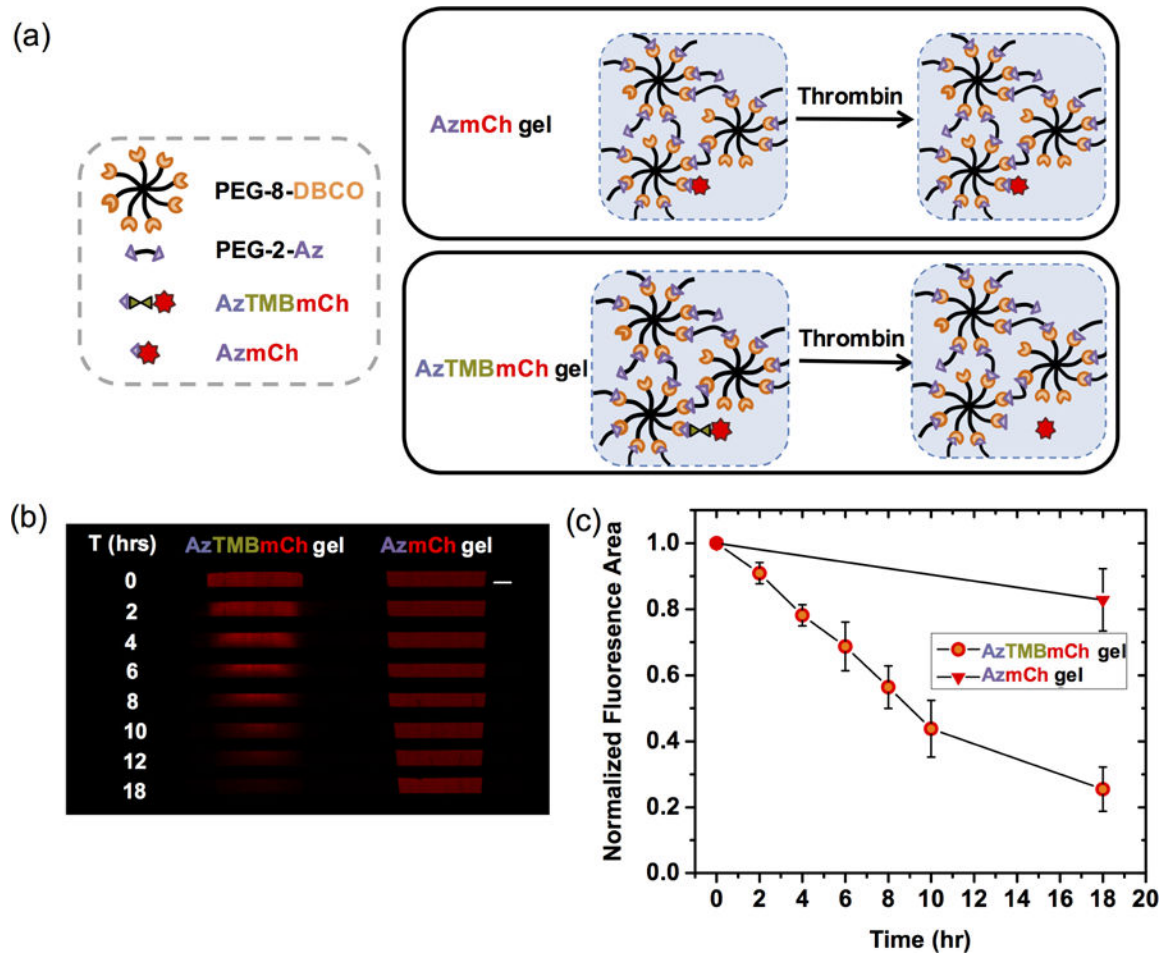 (a)
PEG-8-DBCO
PEG-2-Az
AzTMBmCh
AzmCh
AzmCh gel
Thrombin
AzTMBmCh gel
Thrombin
(b)
T (hrs) AzTMBmCh gel AzmCh gel
0
2
4
6
8
10
12
18
(c)
Normalized Fluoresence Area
1.0
0.8
0.6
0.4
0.2
0.0
AzTMBmCh gel
AzmCh gel
0 2 4 6 8 10 12 14 16 18 20
Time (hr)